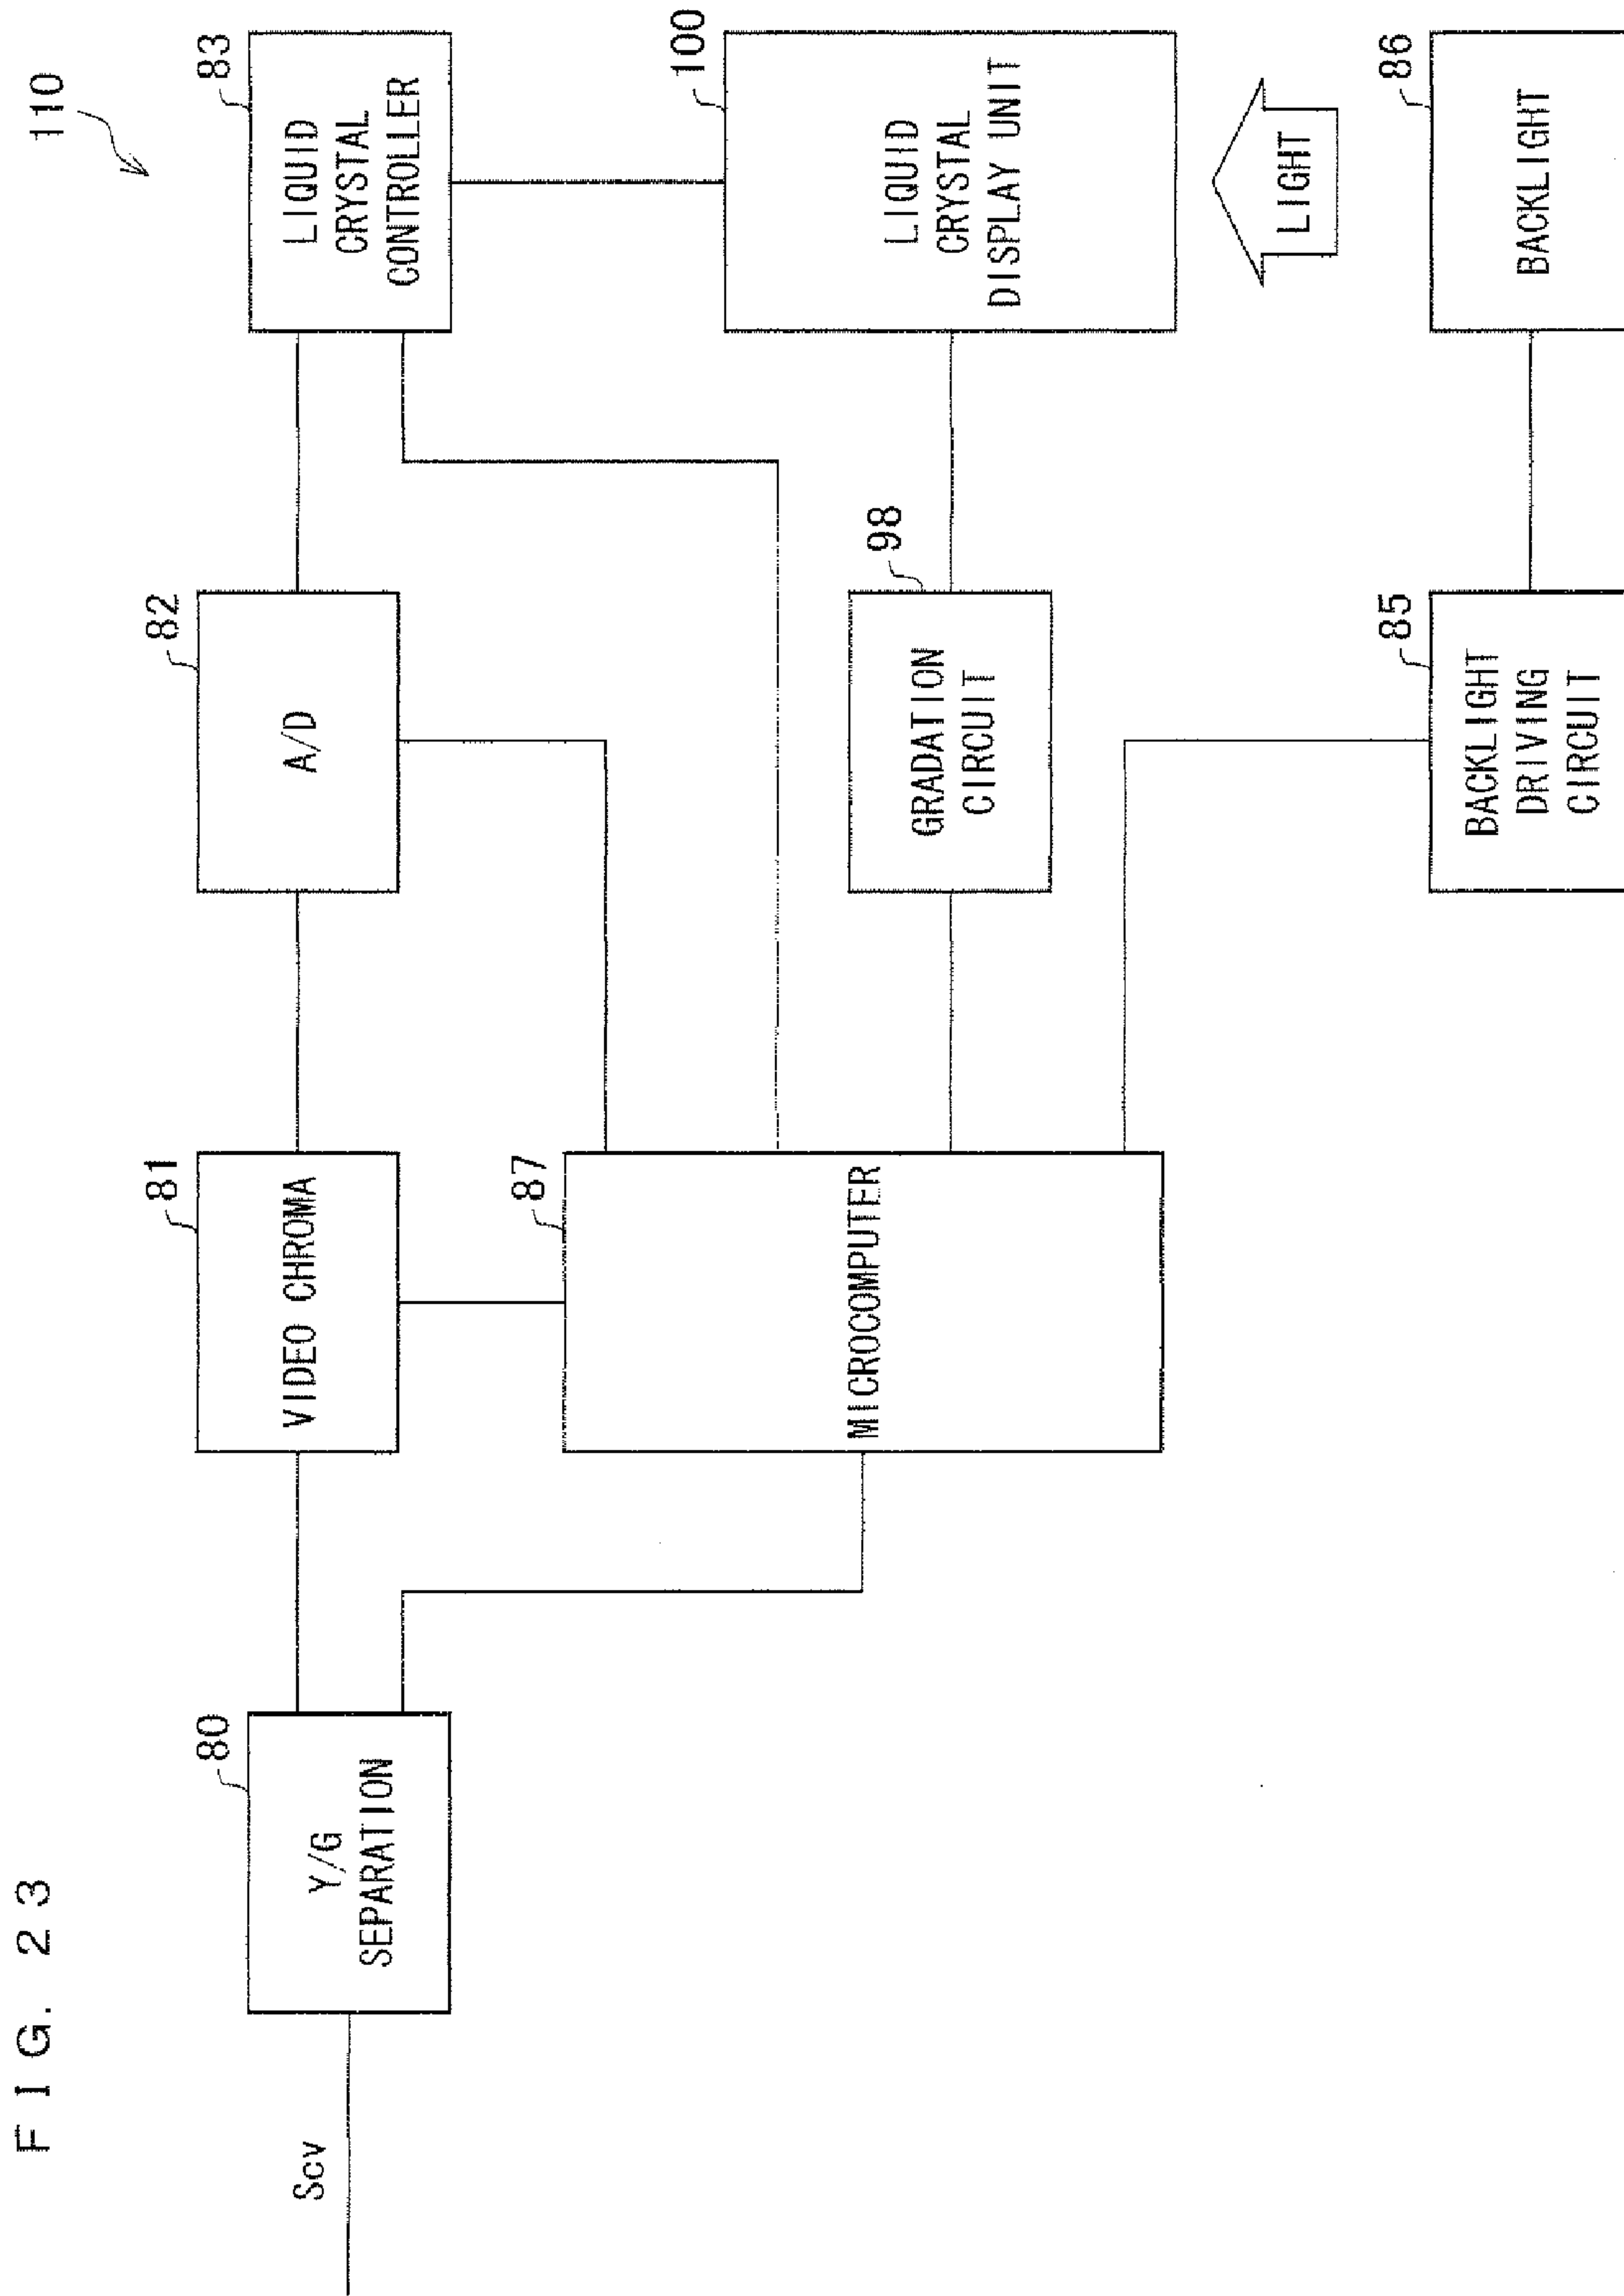 FIG. 23
110
80
Y/G
SEPARATION
Scv
81
VIDEO CHROMA
82
A/D
83
LIQUID
CRYSTAL
CONTROLLER
87
MICROCOMPUTER
98
GRADATION
CIRCUIT
100
LIQUID
CRYSTAL
DISPLAY UNIT
LIGHT
85
BACKLIGHT
DRIVING
CIRCUIT
86
BACKLIGHT